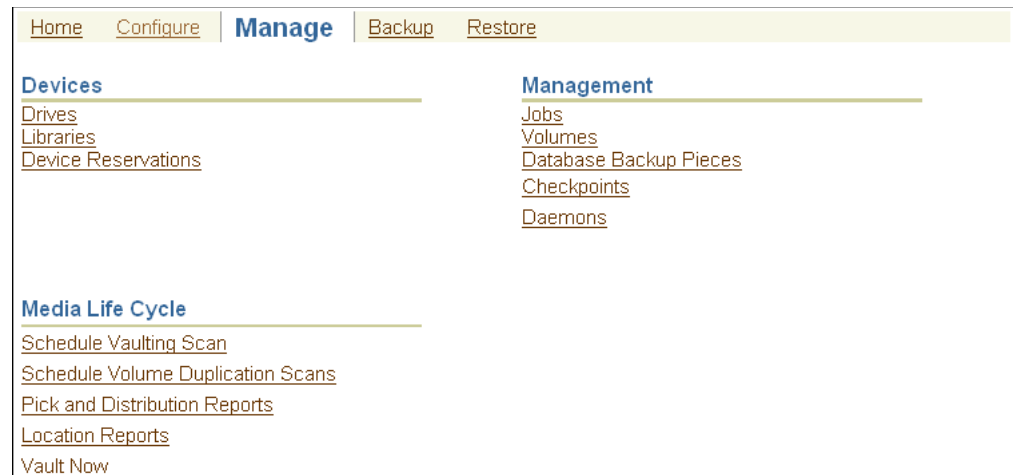 Home Configure Manage Backup Restore
Devices
Drives
Libraries
Device Reservations
Management
Jobs
Volumes
Database Backup Pieces
Checkpoints
Daemons
Media Life Cycle
Schedule Vaulting Scan
Schedule Volume Duplication Scans
Pick and Distribution Reports
Location Reports
Vault Now